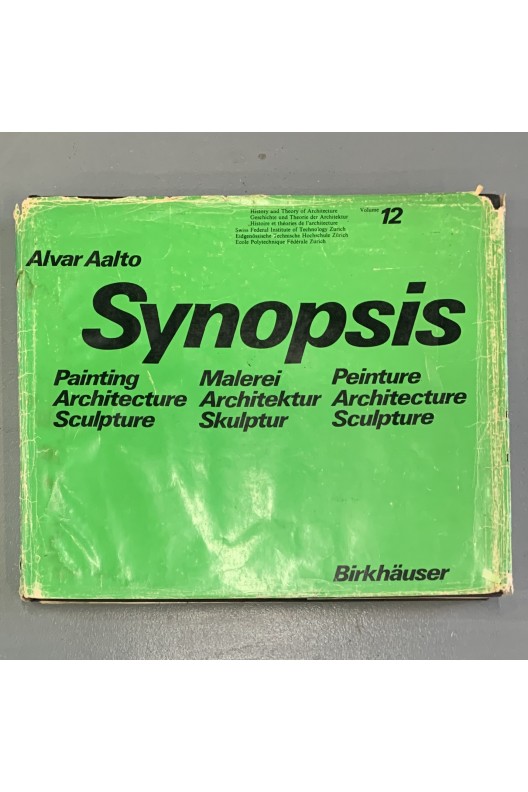 History and Theory of Architecture
Geschichte und Theorie der Architektur
Histoire et théories de l'architecture
Swiss Federal Institute of Technology Zurich
Eidgenössische Technische Hochschule Zürich
Ecole Polytechnique Fédérale Zurich
Volume 12
Alvar Aalto
Synopsis
Painting
Architecture
Sculpture
Malerei
Architektur
Skulptur
Peinture
Architecture
Sculpture
Birkhäuser